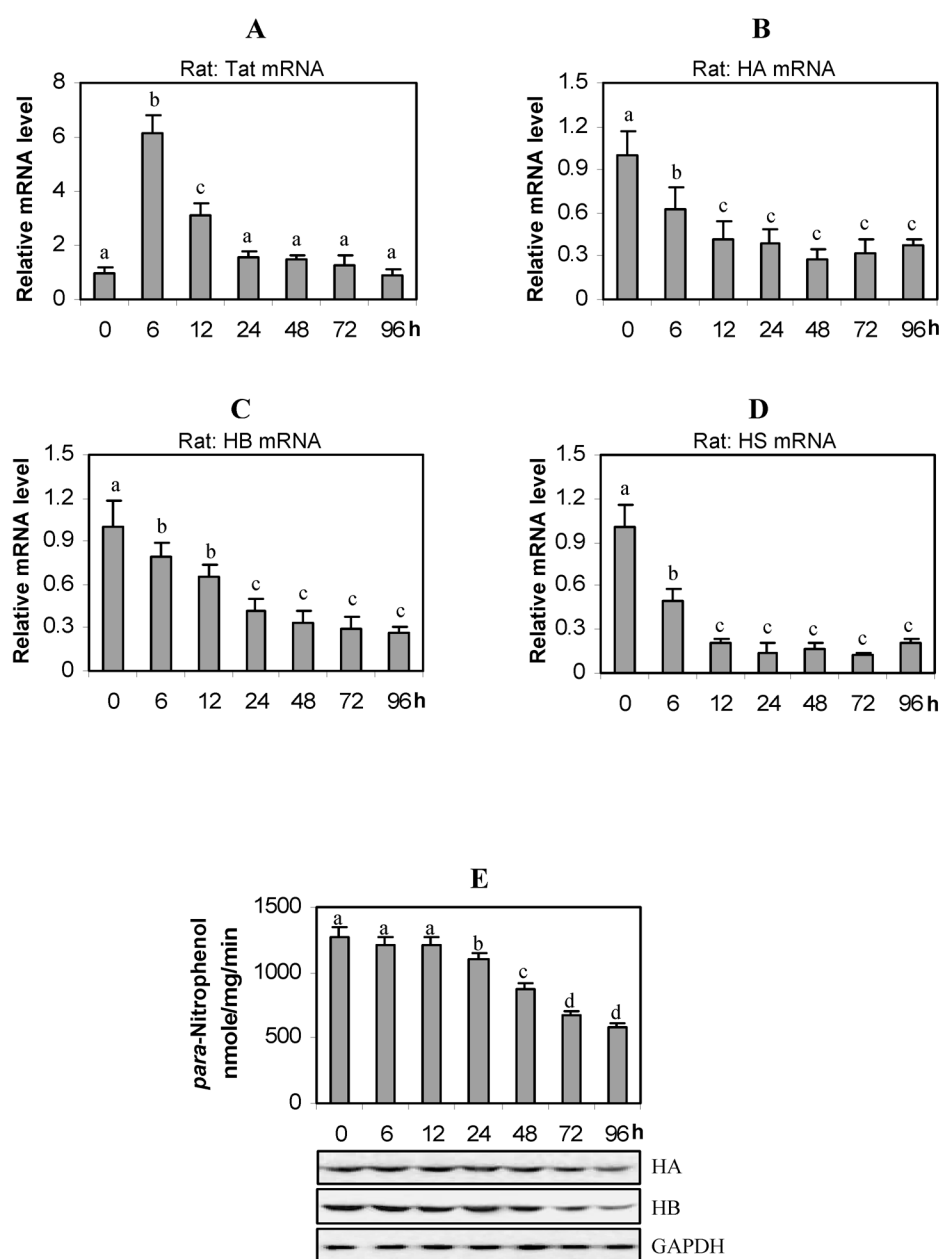 A
Rat: Tat mRNA
Relative mRNA level
8
6
4
2
0
a
b
c
a
a
a
a
0 6 12 24 48 72 96 h
B
Rat: HA mRNA
Relative mRNA level
1.5
1.2
0.9
0.6
0.3
0
a
b
c
c
c
c
c
0 6 12 24 48 72 96 h
C
Rat: HB mRNA
Relative mRNA level
1.5
1.2
0.9
0.6
0.3
0
a
b
b
c
c
c
c
0 6 12 24 48 72 96 h
D
Rat: HS mRNA
Relative mRNA level
1.5
1.2
0.9
0.6
0.3
0
a
b
c
c
c
c
c
0 6 12 24 48 72 96 h
E
para-Nitrophenol
nmole/mg/min
1500
1000
500
0
a
a
a
b
c
d
d
0 6 12 24 48 72 96 h
HA
HB
GAPDH